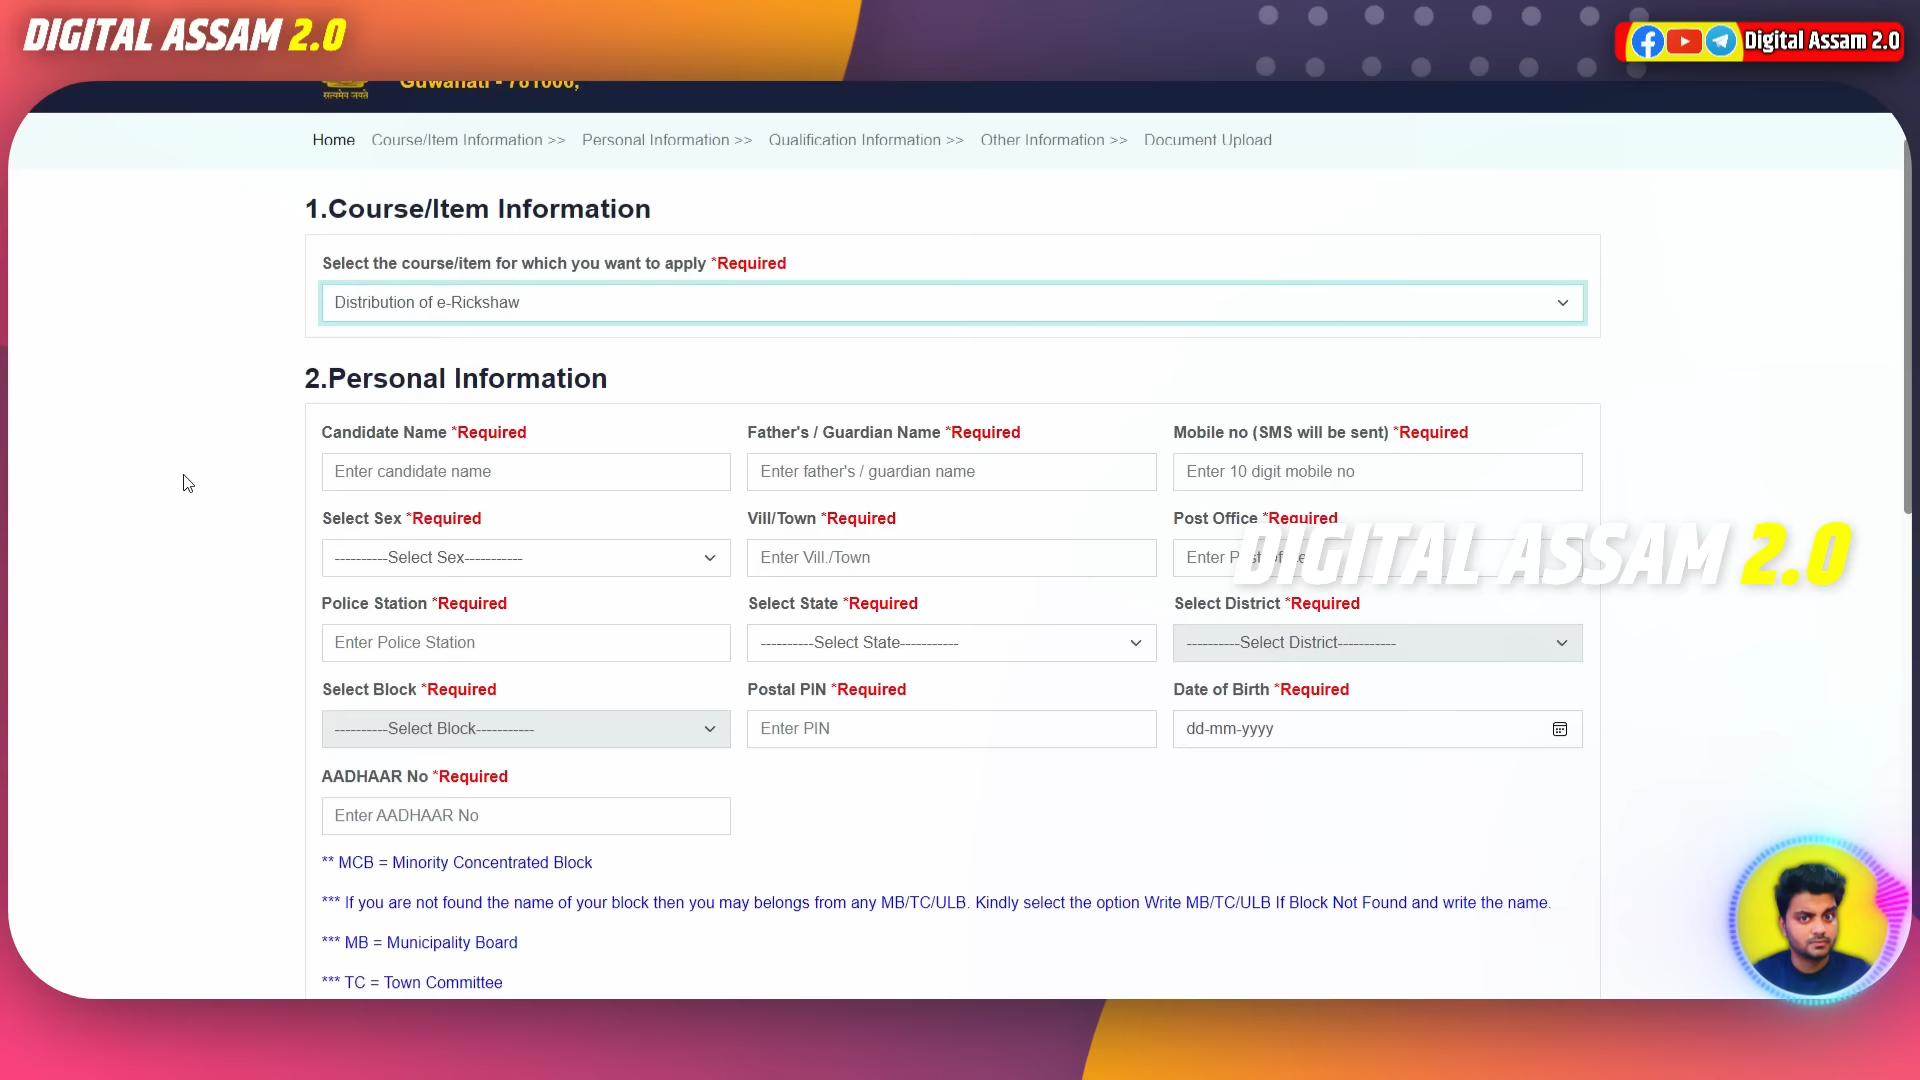 DIGITAL ASSAM 2.0
Digital Assam 2.0
सत्यमेव जयते
Guwahati - 781006,
Home Course/Item Information >> Personal Information >> Qualification Information >> Other Information >> Document Upload
1.Course/Item Information
Select the course/item for which you want to apply *Required
Distribution of e-Rickshaw
2.Personal Information
Candidate Name *Required Father's / Guardian Name *Required Mobile no (SMS will be sent) *Required
Enter candidate name Enter father's / guardian name Enter 10 digit mobile no
Select Sex *Required Vill/Town *Required Post Office *Required
----------Select Sex----------- Enter Vill./Town Enter Post Office
DIGITAL ASSAM 2.0
Police Station *Required Select State *Required Select District *Required
Enter Police Station ----------Select State----------- ----------Select District-----------
Select Block *Required Postal PIN *Required Date of Birth *Required
----------Select Block----------- Enter PIN dd-mm-yyyy
AADHAAR No *Required
Enter AADHAAR No
** MCB = Minority Concentrated Block
*** If you are not found the name of your block then you may belongs from any MB/TC/ULB. Kindly select the option Write MB/TC/ULB If Block Not Found and write the name.
*** MB = Municipality Board
*** TC = Town Committee